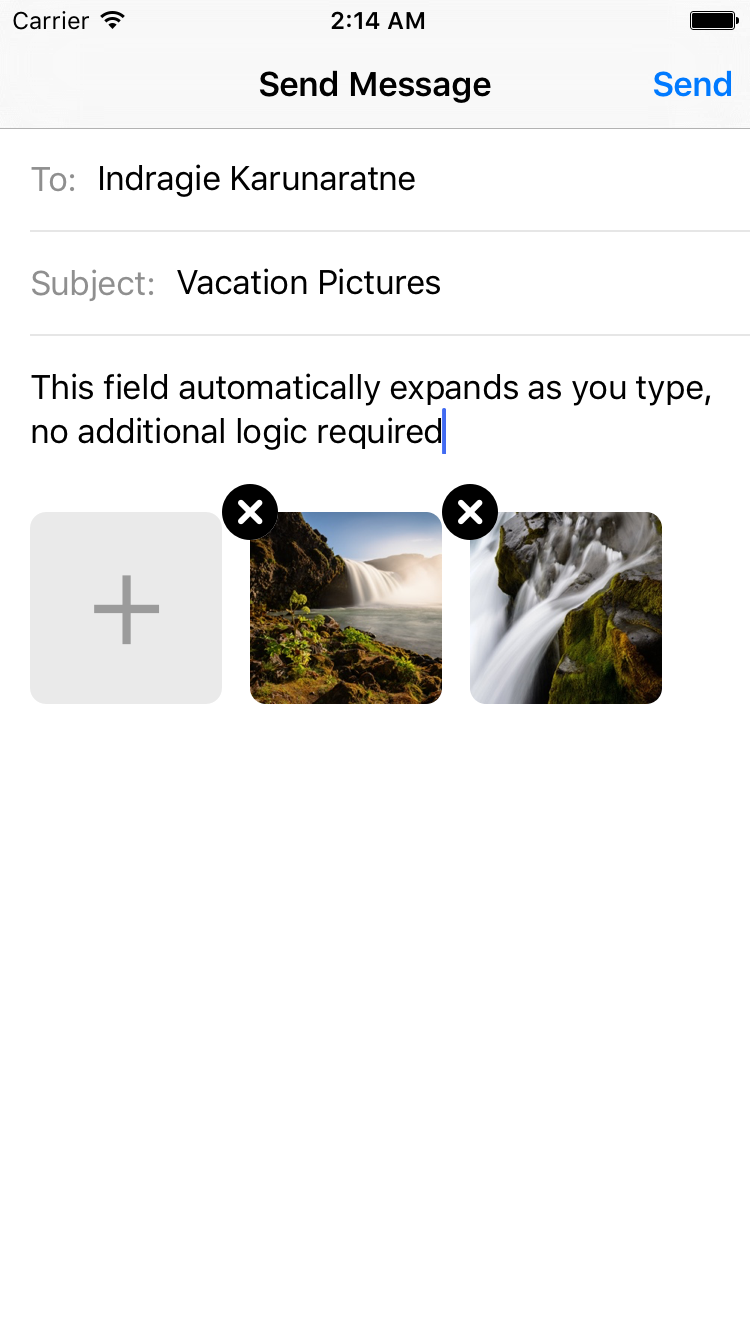 Carrier 2:14 AM
Send Message Send
To: Indragie Karunaratne
Subject: Vacation Pictures
This field automatically expands as you type,
no additional logic required